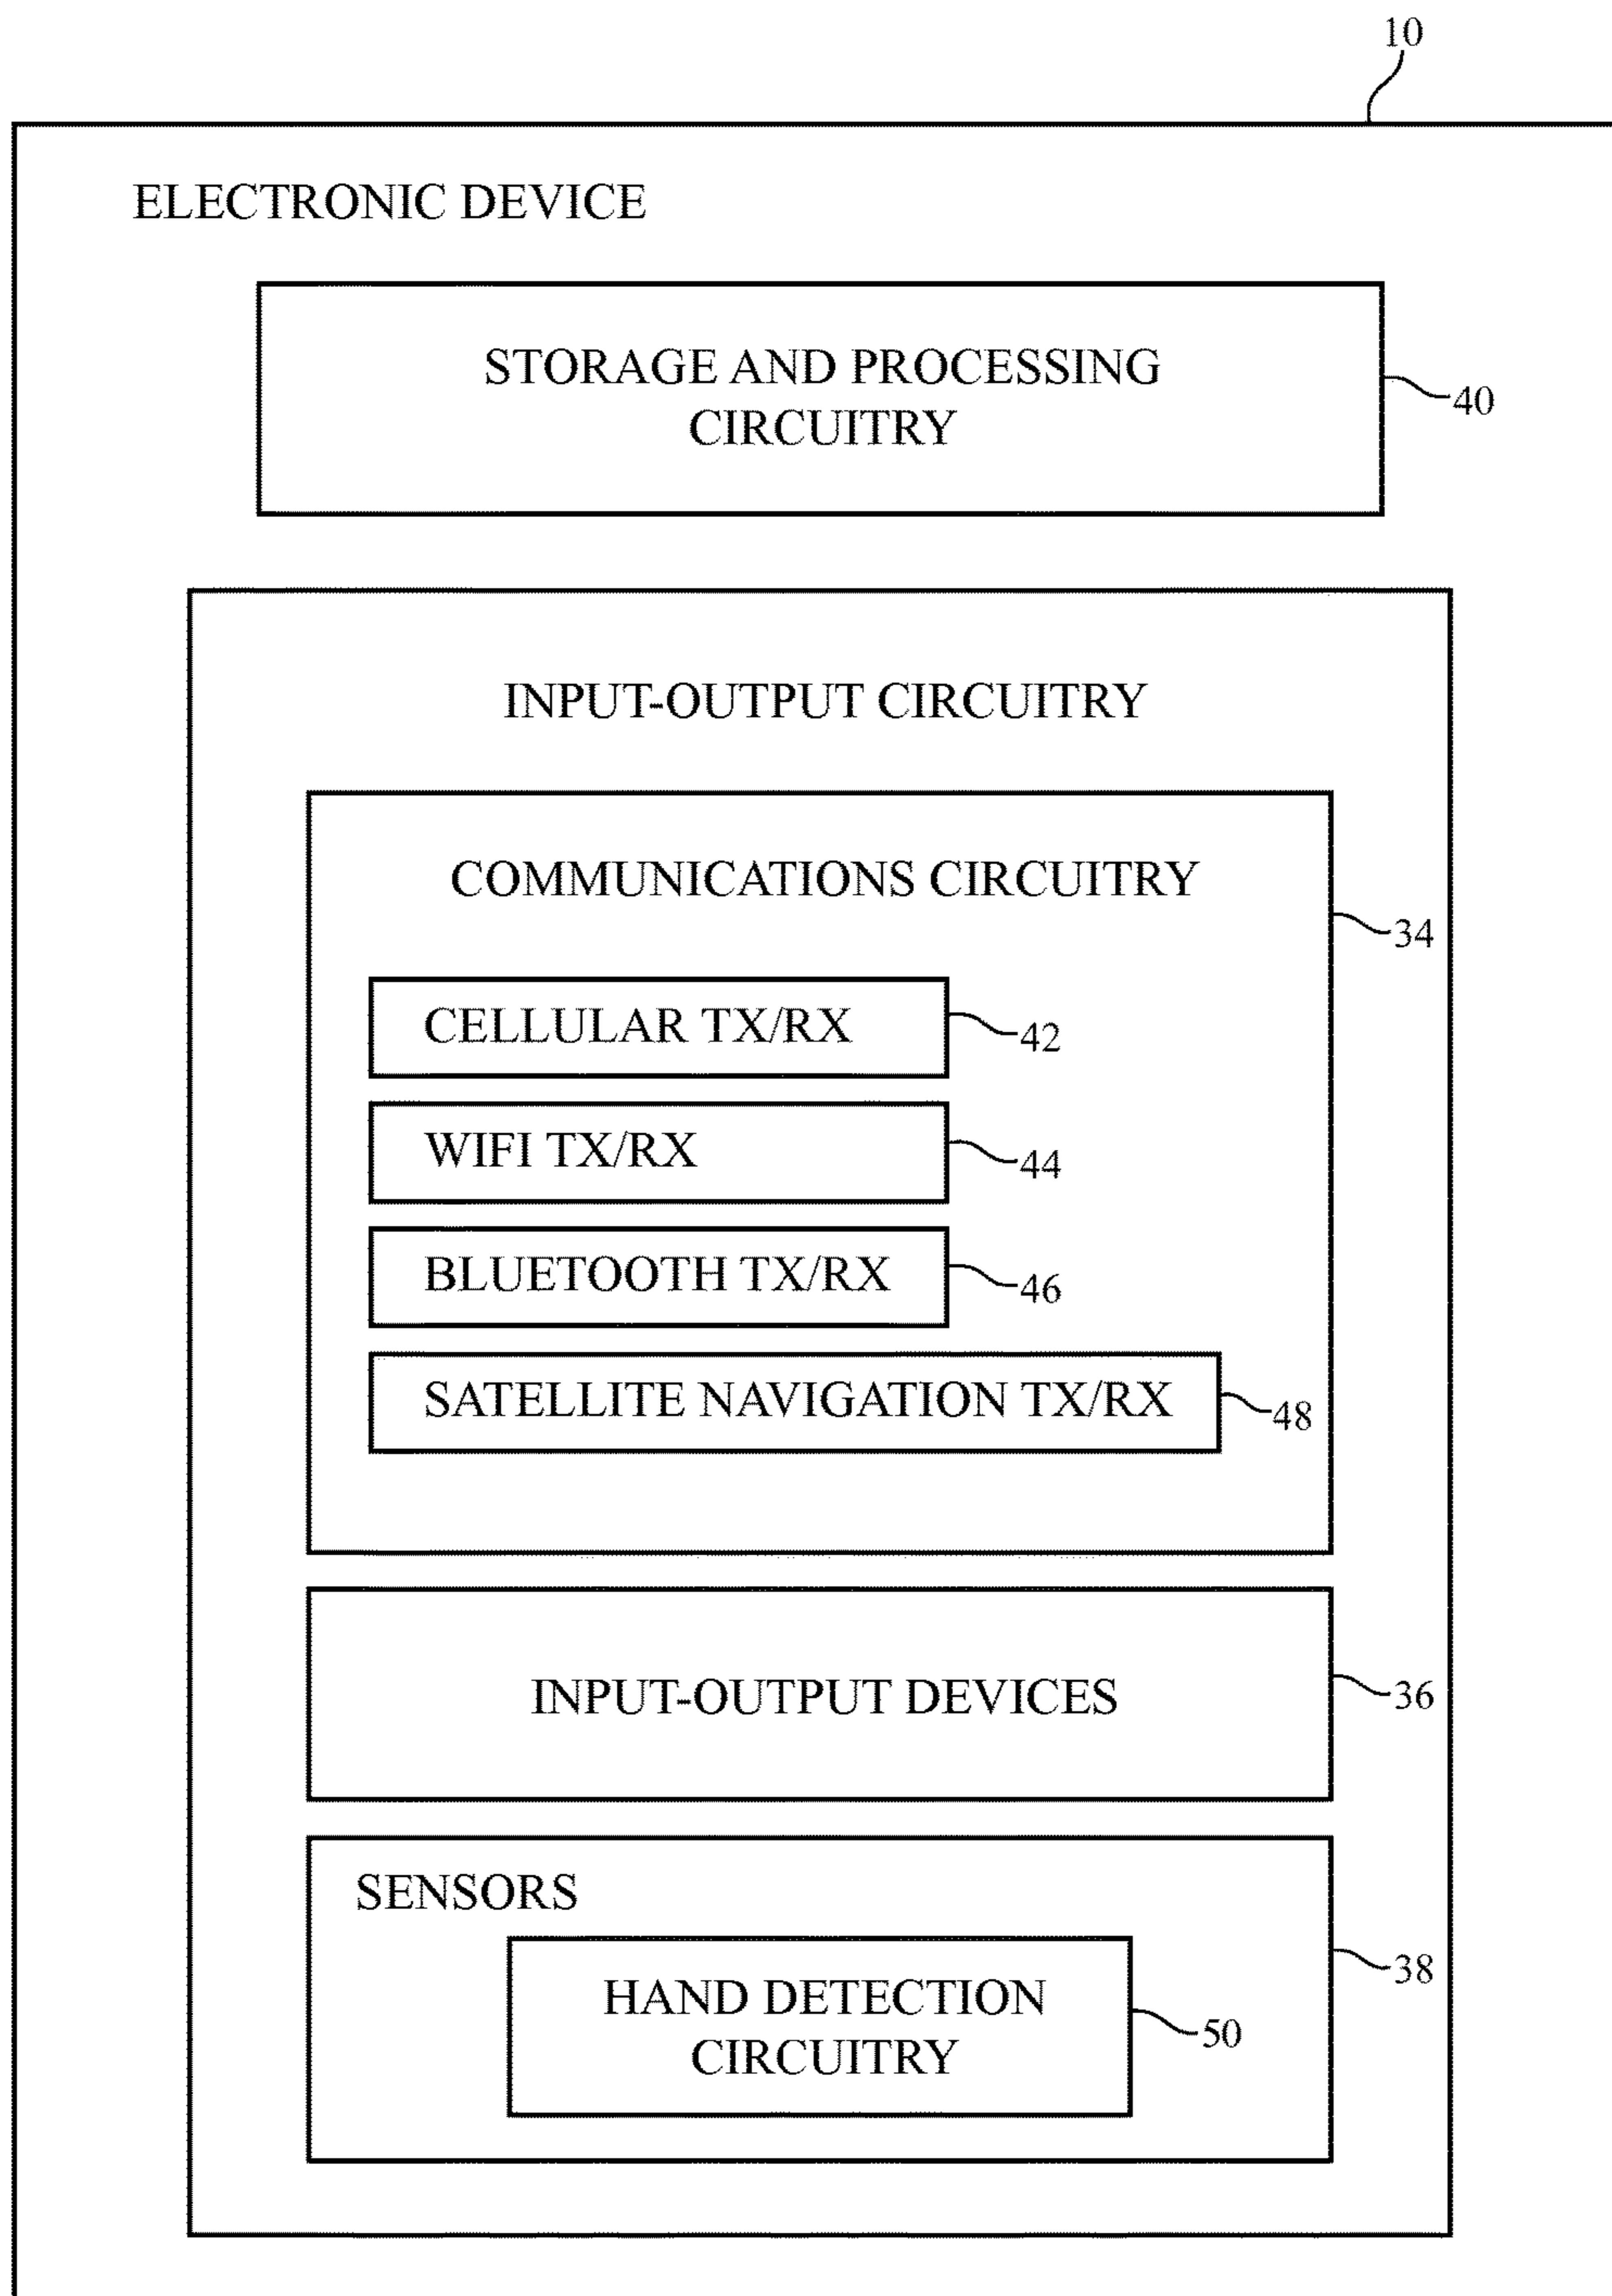 10
ELECTRONIC DEVICE
STORAGE AND PROCESSING
CIRCUITRY
40
INPUT-OUTPUT CIRCUITRY
COMMUNICATIONS CIRCUITRY
34
CELLULAR TX/RX
42
WIFI TX/RX
44
BLUETOOTH TX/RX
46
SATELLITE NAVIGATION TX/RX
48
INPUT-OUTPUT DEVICES
36
SENSORS
38
HAND DETECTION
CIRCUITRY
50